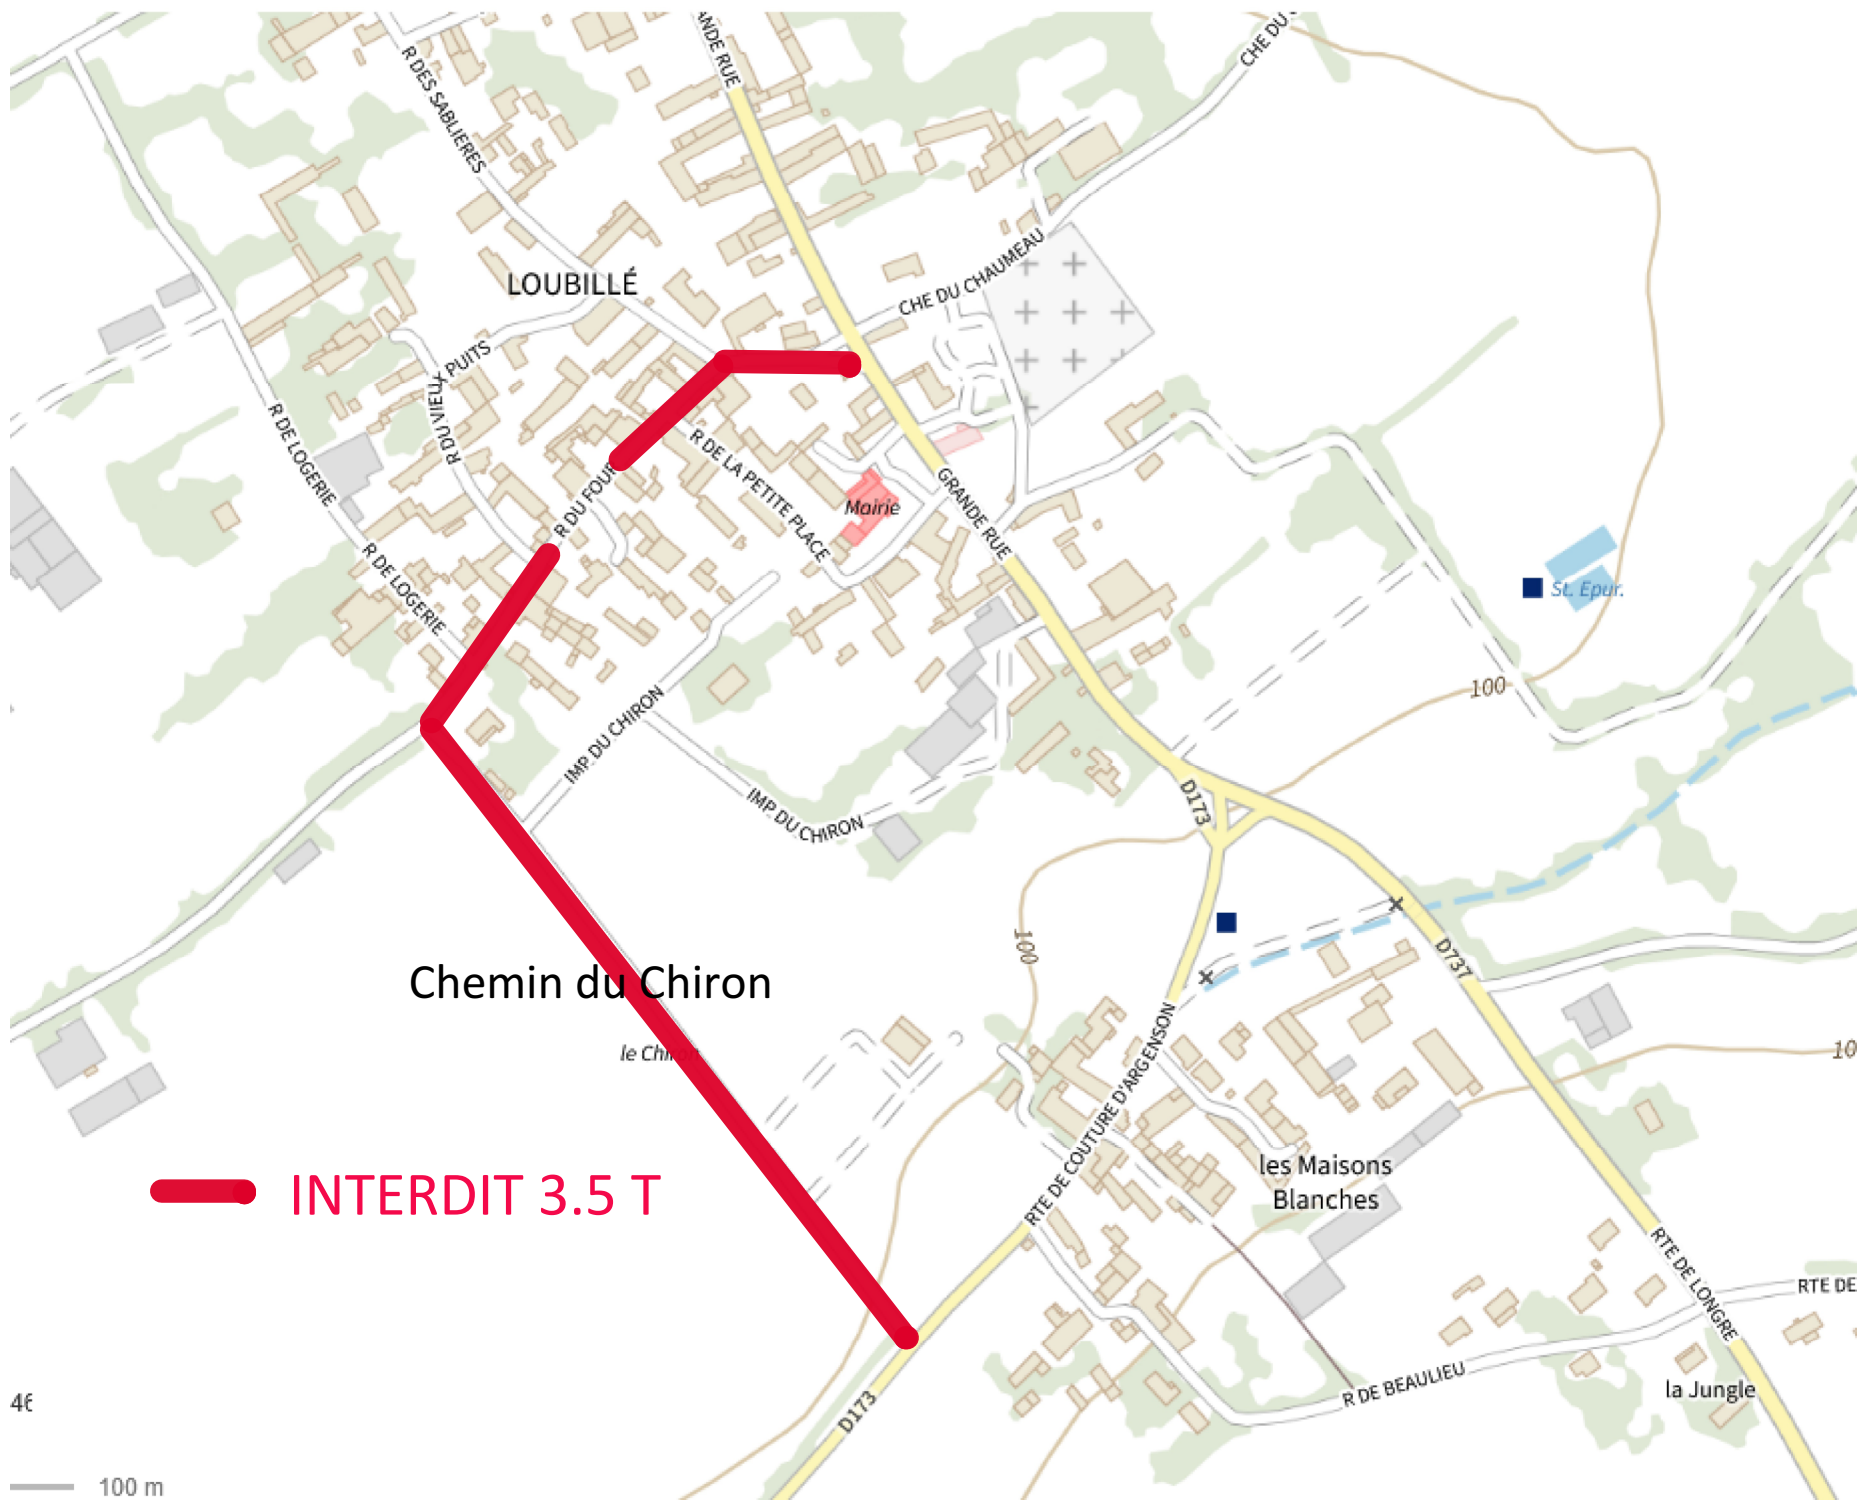 ANDE RUE
CHE DU
R DES SABLIERES
CHE DU CHAUMEAU
LOUBILLÉ
R DU VIEUX PUITS
R DE LOGERIE
R DE LA PETITE PLACE
R DU FOUR
Mairie
GRANDE RUE
R DE LOGERIE
St. Epur.
100
IMP DU CHIRON
IMP DU CHIRON
D173
100
D737
Chemin du Chiron
le Chiron
RTE DE COUTURE D'ARGENSON
10
les Maisons
Blanches
INTERDIT 3.5 T
RTE DE LONGRE
RTE DE
R DE BEAULIEU
la Jungle
D173
100 m